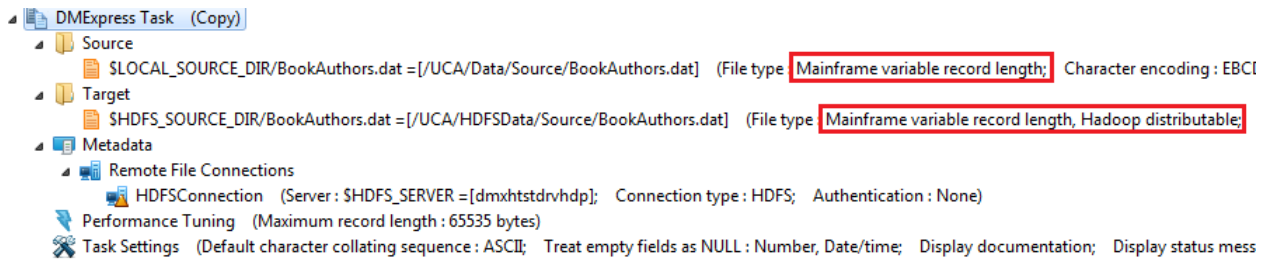 DMExpress Task (Copy)
Source
$LOCAL_SOURCE_DIR/BookAuthors.dat =[/UCA/Data/Source/BookAuthors.dat] (File type : Mainframe variable record length; Character encoding : EBCD
Target
$HDFS_SOURCE_DIR/BookAuthors.dat =[/UCA/HDFSData/Source/BookAuthors.dat] (File type : Mainframe variable record length, Hadoop distributable;
Metadata
Remote File Connections
HDFSConnection (Server : $HDFS_SERVER =[dmxhtstdrvhdp]; Connection type : HDFS; Authentication : None)
Performance Tuning (Maximum record length : 65535 bytes)
Task Settings (Default character collating sequence : ASCII; Treat empty fields as NULL : Number, Date/time; Display documentation; Display status mess